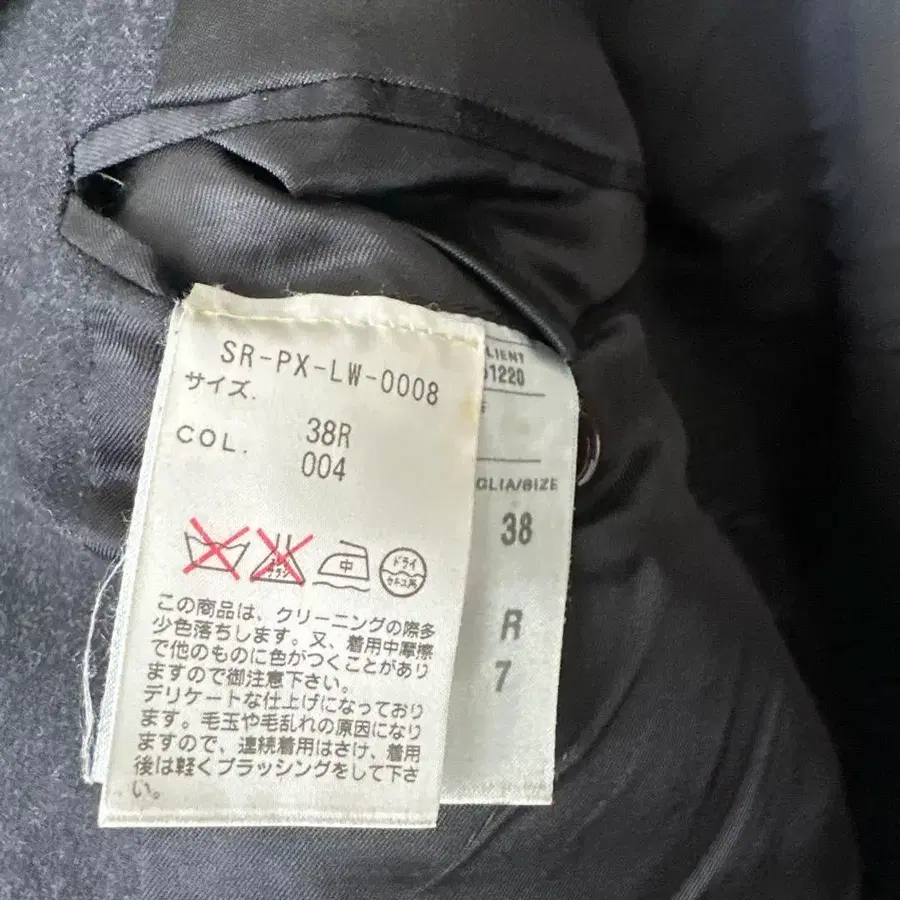 SR-PX-LW-0008
サイズ.
38R
COL.
004
中
ドライ
セキユ系
この商品は、クリーニングの際多
少色落ちします。又、着用中摩擦
で他のものに色がつくことがあり
ますので御注意下さい。
デリケートな仕上げになっており
ます。毛玉や毛乱れの原因になり
ますので、連続着用はさけ、着用
後は軽くブラッシングをして下さ
い。
LIENT
1220
GLIA/SIZE
38
R
7